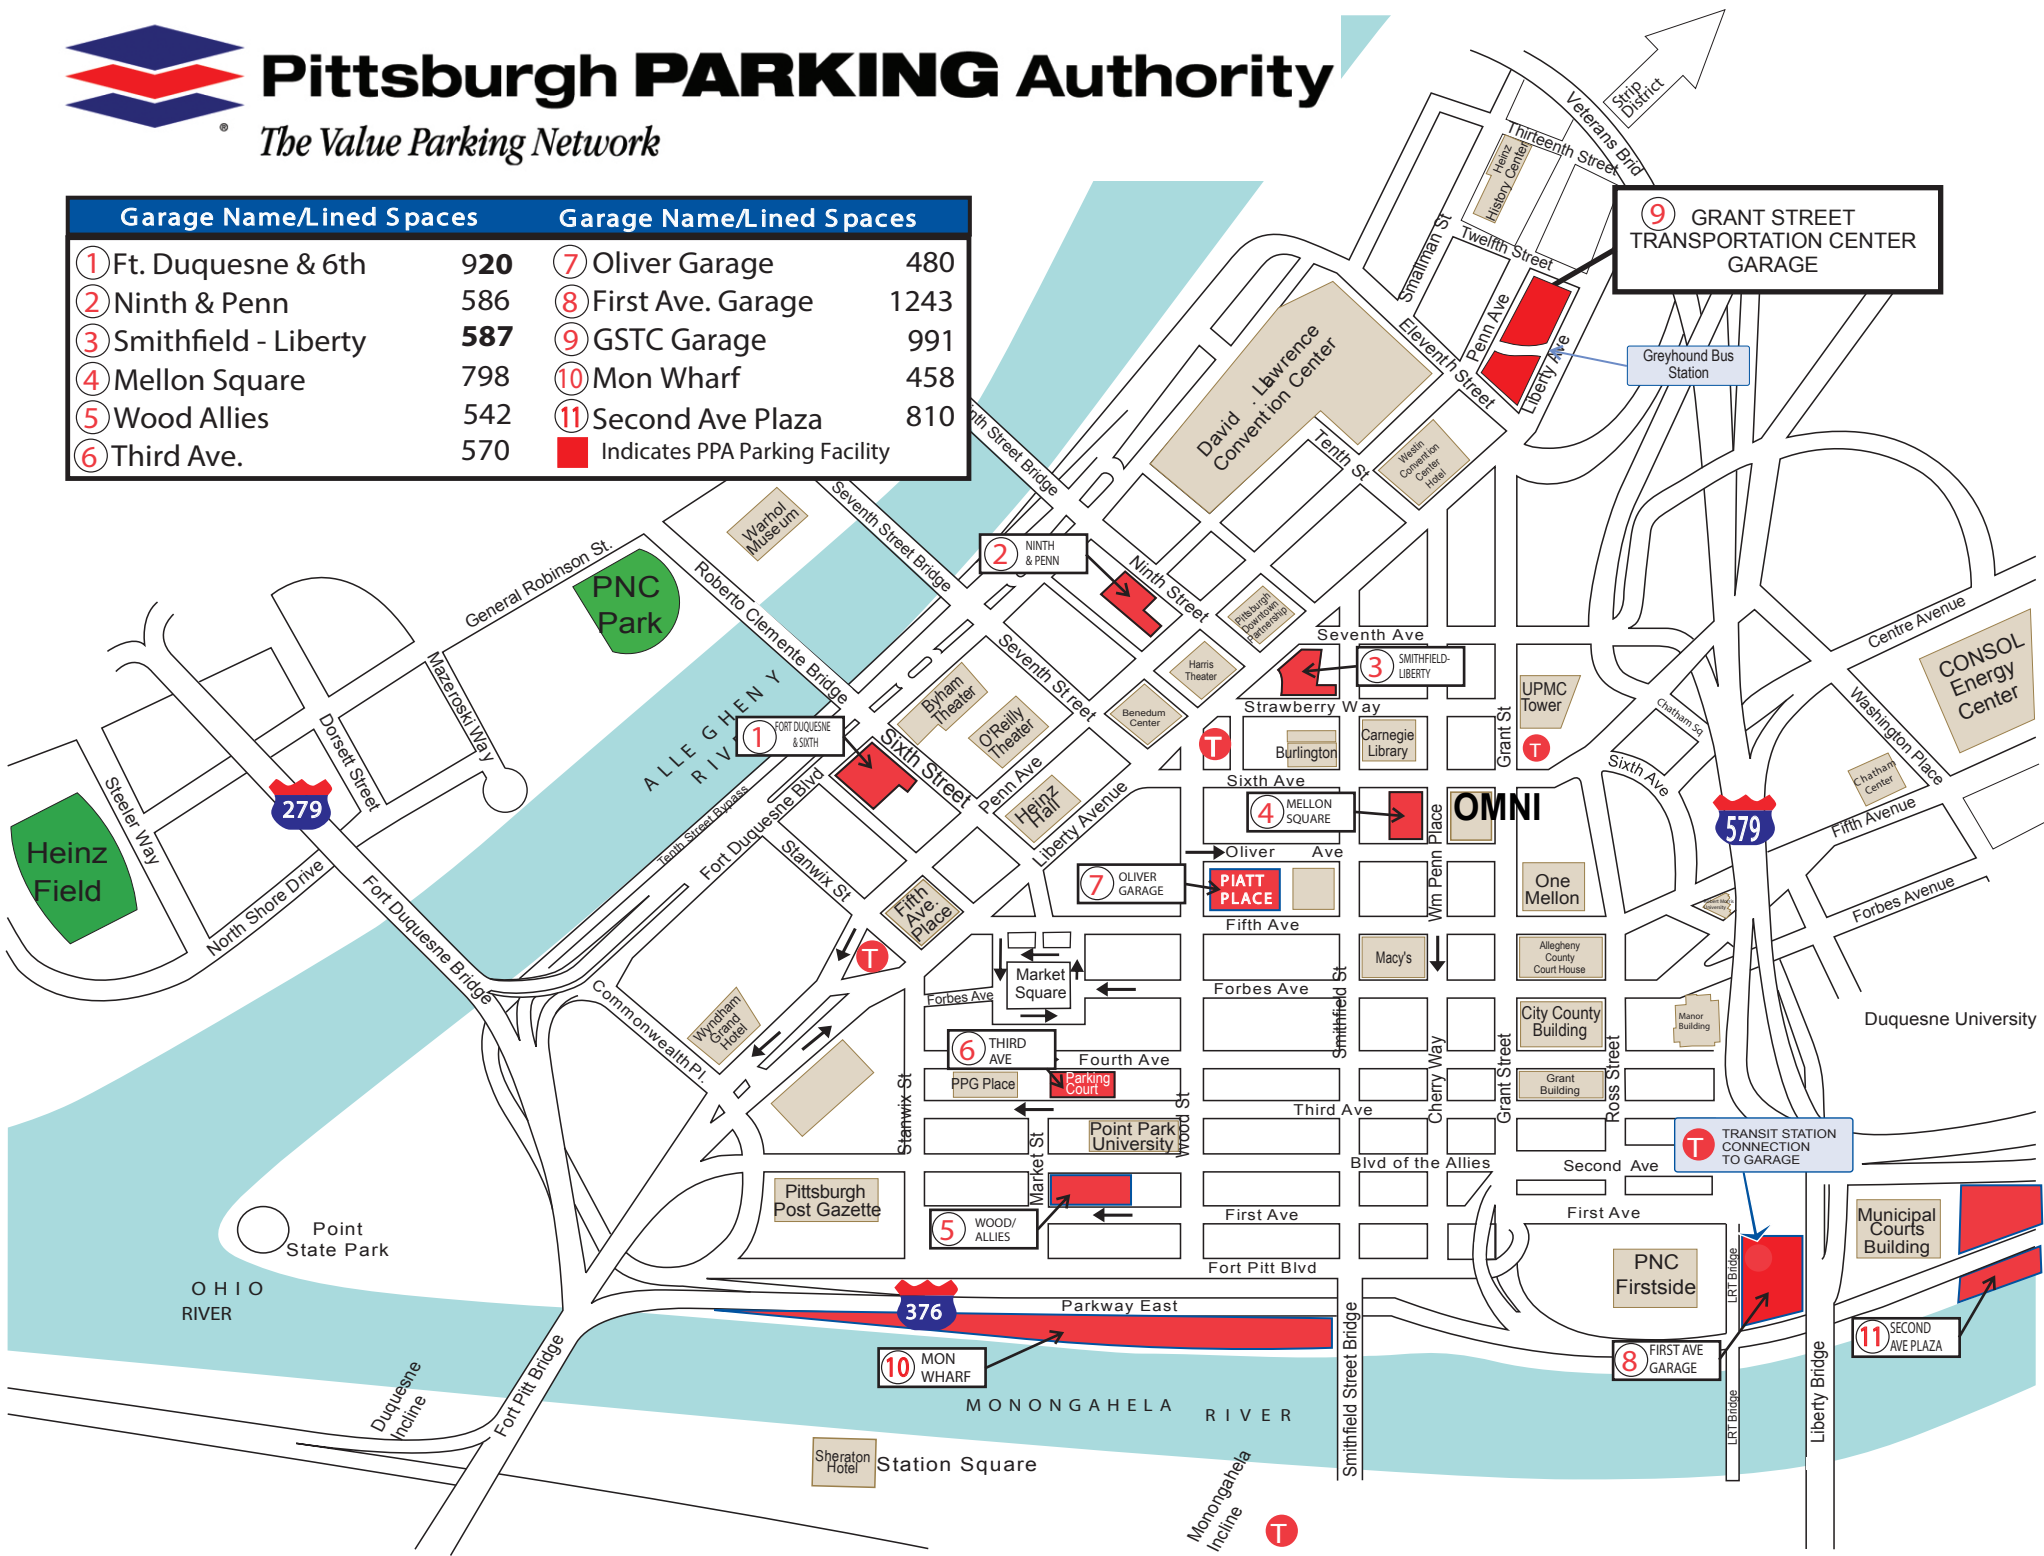 Pittsburgh PARKING Authority
®
The Value Parking Network
Garage Name/Lined Spaces
Garage Name/Lined Spaces
1 Ft. Duquesne & 6th 920
2 Ninth & Penn 586
3 Smithfield - Liberty 587
4 Mellon Square 798
5 Wood Allies 542
6 Third Ave. 570
7 Oliver Garage 480
8 First Ave. Garage 1243
9 GSTC Garage 991
10 Mon Wharf 458
11 Second Ave Plaza 810
Indicates PPA Parking Facility
Strip
District
Veterans Brid
Thirteenth Street
Heinz
History Center
Twelfth Street
Smallman St
9 GRANT STREET
TRANSPORTATION CENTER
GARAGE
Penn Ave
Liberty Ave
Greyhound Bus
Station
Eleventh Street
David . Llawrence
Convention Center
Tenth St
Westin
Convention
Center
Hotel
nth Street Bridge
Seventh Street Bridge
Warhol
Museum
General Robinson St.
PNC
Park
Roberto Clemente Bridge
2 NINTH
& PENN
Ninth Street
Pittsburgh
Downtown
Partnership
Seventh Ave
3 SMITHFIELD-
LIBERTY
Harris
Theater
Strawberry Way
Seventh Street
Benedum
Center
Byham
Theater
O'Reilly
Theater
Sixth Street
Penn Ave
Heinz
Hall
Liberty Avenue
ALLEGHENY
RIV
1 FORT DUQUESNE
& SIXTH
Tenth Street Bypass
Fort Duquesne Blvd
Stanwix St
Fifth
Ave.
Place
T
T
Burlington
Carnegie
Library
Grant St
UPMC
Tower
T
Chatham Sq
Sixth Ave
Sixth Ave
4 MELLON
SQUARE
OMNI
Wm Penn Place
Oliver Ave
7 OLIVER
GARAGE
PIATT
PLACE
Fifth Ave
One
Mellon
579
Centre Avenue
CONSOL
Energy
Center
Washington Place
Chatham
Center
Fifth Avenue
Forbes Avenue
Duquesne University
Mazeroski Way
Dorsett Street
Steeler Way
279
Heinz
Field
North Shore Drive
Fort Duquesne Bridge
Commonwealth Pl.
Wyndham
Grand
Hotel
Market
Square
Forbes Ave
Forbes Ave
Macy's
Smithfield St
Allegheny
County
Court House
City County
Building
Manor
Building
6 THIRD
AVE
Fourth Ave
PPG Place
Parking
Court
Grant
Building
Stanwix St
Wood St
Cherry Way
Grant Street
Ross Street
Third Ave
Point Park
University
Market St
Blvd of the Allies
Second Ave
T TRANSIT STATION
CONNECTION
TO GARAGE
Pittsburgh
Post Gazette
5 WOOD/
ALLIES
First Ave
First Ave
Municipal
Courts
Building
Point
State Park
Fort Pitt Blvd
PNC
Firstside
LRT Bridge
OHIO
RIVER
376
Parkway East
10 MON
WHARF
8 FIRST AVE
GARAGE
11 SECOND
AVE PLAZA
Duquesne
Incline
Fort Pitt Bridge
MONONGAHELA RIVER
Smithfield Street Bridge
LRT Bridge
Liberty Bridge
Sheraton
Hotel
Station Square
Monongahela
Incline
T